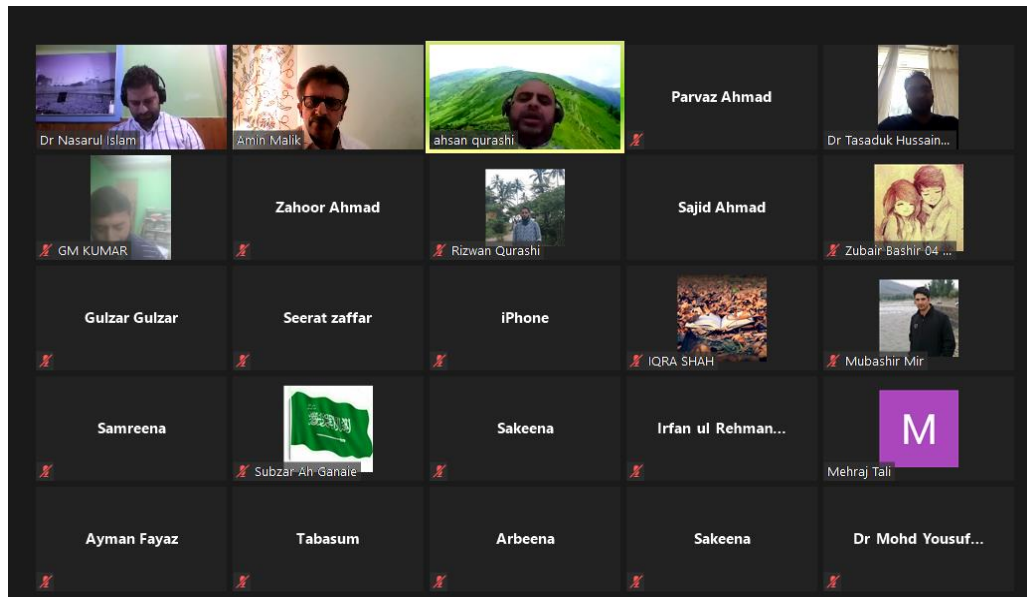 Dr Nasarul Islam
Amin Malik
ahsan qurashi
Parvaz Ahmad
Dr Tasaduk Hussain...
GM KUMAR
Zahoor Ahmad
Rizwan Qurashi
Sajid Ahmad
Zubair Bashir 04 ...
Gulzar Gulzar
Seerat zaffar
iPhone
IQRA SHAH
Mubashir Mir
Samreena
Subzar Ah Ganaie
Sakeena
Irfan ul Rehman...
M
Mehraj Tali
Ayman Fayaz
Tabasum
Arbeena
Sakeena
Dr Mohd Yousuf...